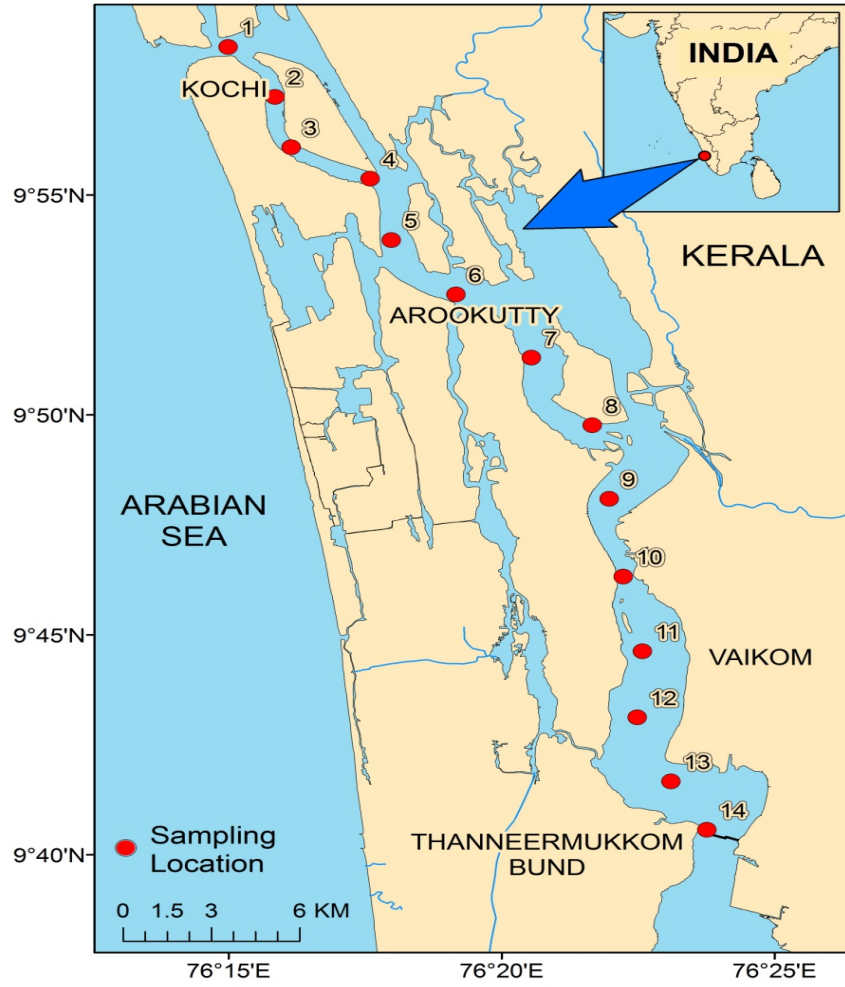 1
INDIA
2
KOCHI
3
4
9°55'N
5
KERALA
6
AROOKUTTY
7
8
9°50'N
9
ARABIAN
SEA
10
9°45'N
11
VAIKOM
12
13
14
Sampling
Location
THANNEERMUKKOM
BUND
9°40'N
0 1.5 3 6 KM
76°15'E 76°20'E 76°25'E